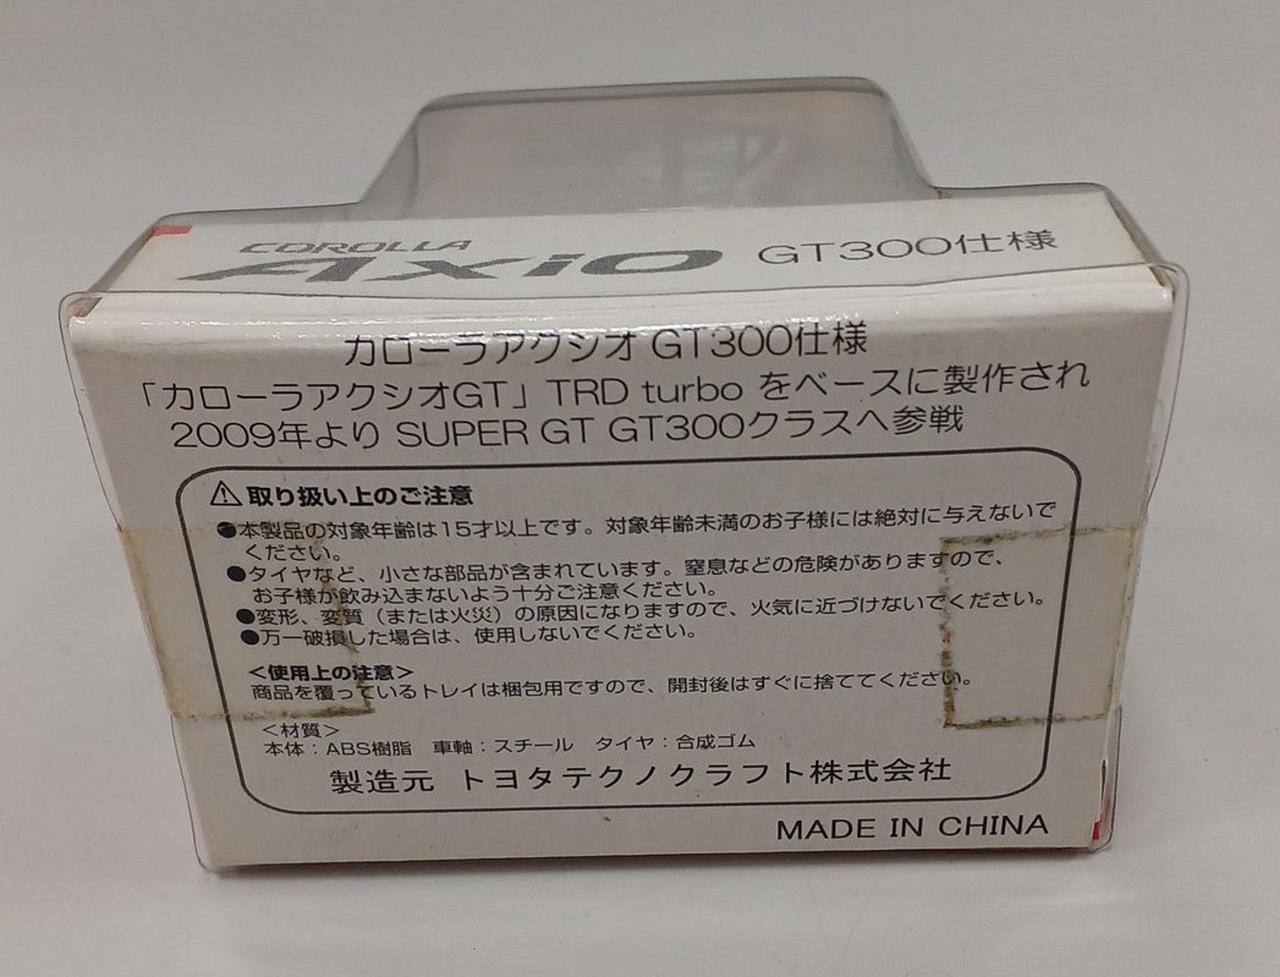 COROLLA
AXiO GT300仕様
カローラアクシオ GT300仕様
「カローラアクシオGT」TRD turbo をベースに製作され
2009年より SUPER GT GT300クラスへ参戦
⚠取り扱い上のご注意
●本製品の対象年齢は15才以上です。対象年齢未満のお子様には絶対に与えないで
ください。
●タイヤなど、小さな部品が含まれています。窒息などの危険がありますので、
お子様が飲み込まないよう十分ご注意ください。
●変形、変質（または火災）の原因になりますので、火気に近づけないでください。
●万一破損した場合は、使用しないでください。
＜使用上の注意＞
商品を覆っているトレイは梱包用ですので、開封後はすぐに捨ててください。
＜材質＞
本体：ABS樹脂 車軸：スチール タイヤ：合成ゴム
製造元 トヨタテクノクラフト株式会社
MADE IN CHINA